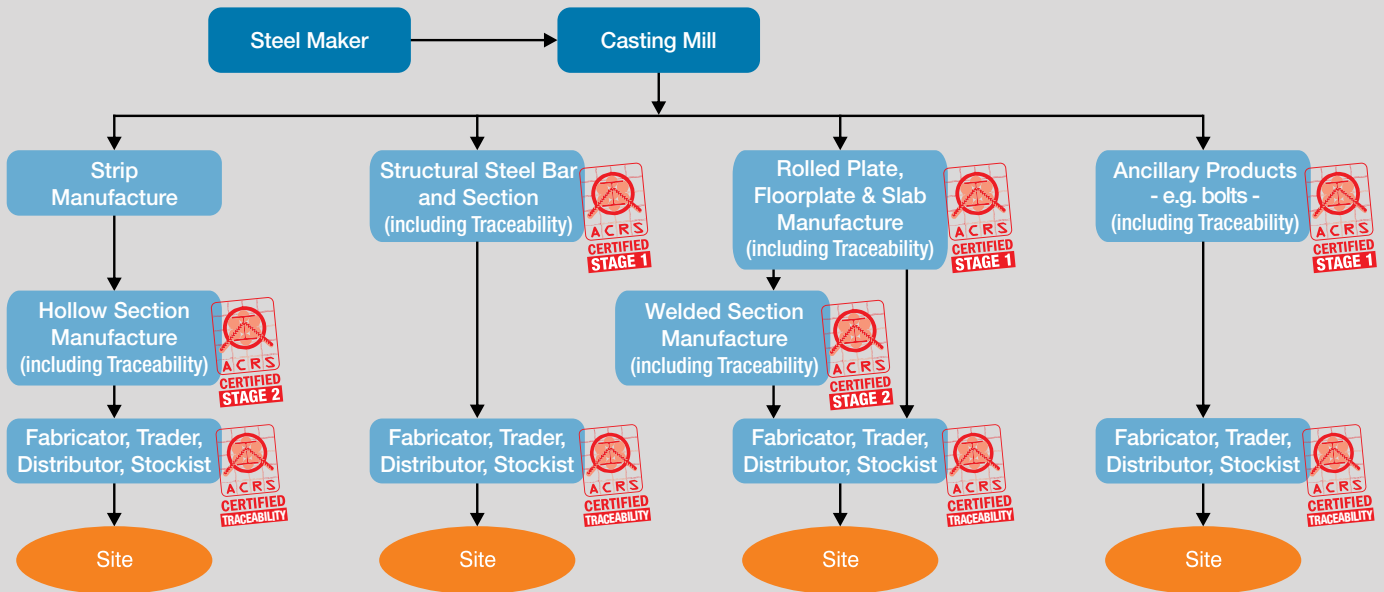 Steel Maker
Casting Mill
Strip
Manufacture
Structural Steel Bar
and Section
(including Traceability)
ACRS
CERTIFIED
STAGE 1
Rolled Plate,
Floorplate & Slab
Manufacture
(including Traceability)
ACRS
CERTIFIED
STAGE 1
Ancillary Products
- e.g. bolts -
(including Traceability)
ACRS
CERTIFIED
STAGE 1
Hollow Section
Manufacture
(including Traceability)
ACRS
CERTIFIED
STAGE 2
Welded Section
Manufacture
(including Traceability)
ACRS
CERTIFIED
STAGE 2
Fabricator, Trader,
Distributor, Stockist
ACRS
CERTIFIED
TRACEABILITY
Fabricator, Trader,
Distributor, Stockist
ACRS
CERTIFIED
TRACEABILITY
Fabricator, Trader,
Distributor, Stockist
ACRS
CERTIFIED
TRACEABILITY
Fabricator, Trader,
Distributor, Stockist
ACRS
CERTIFIED
TRACEABILITY
Site
Site
Site
Site